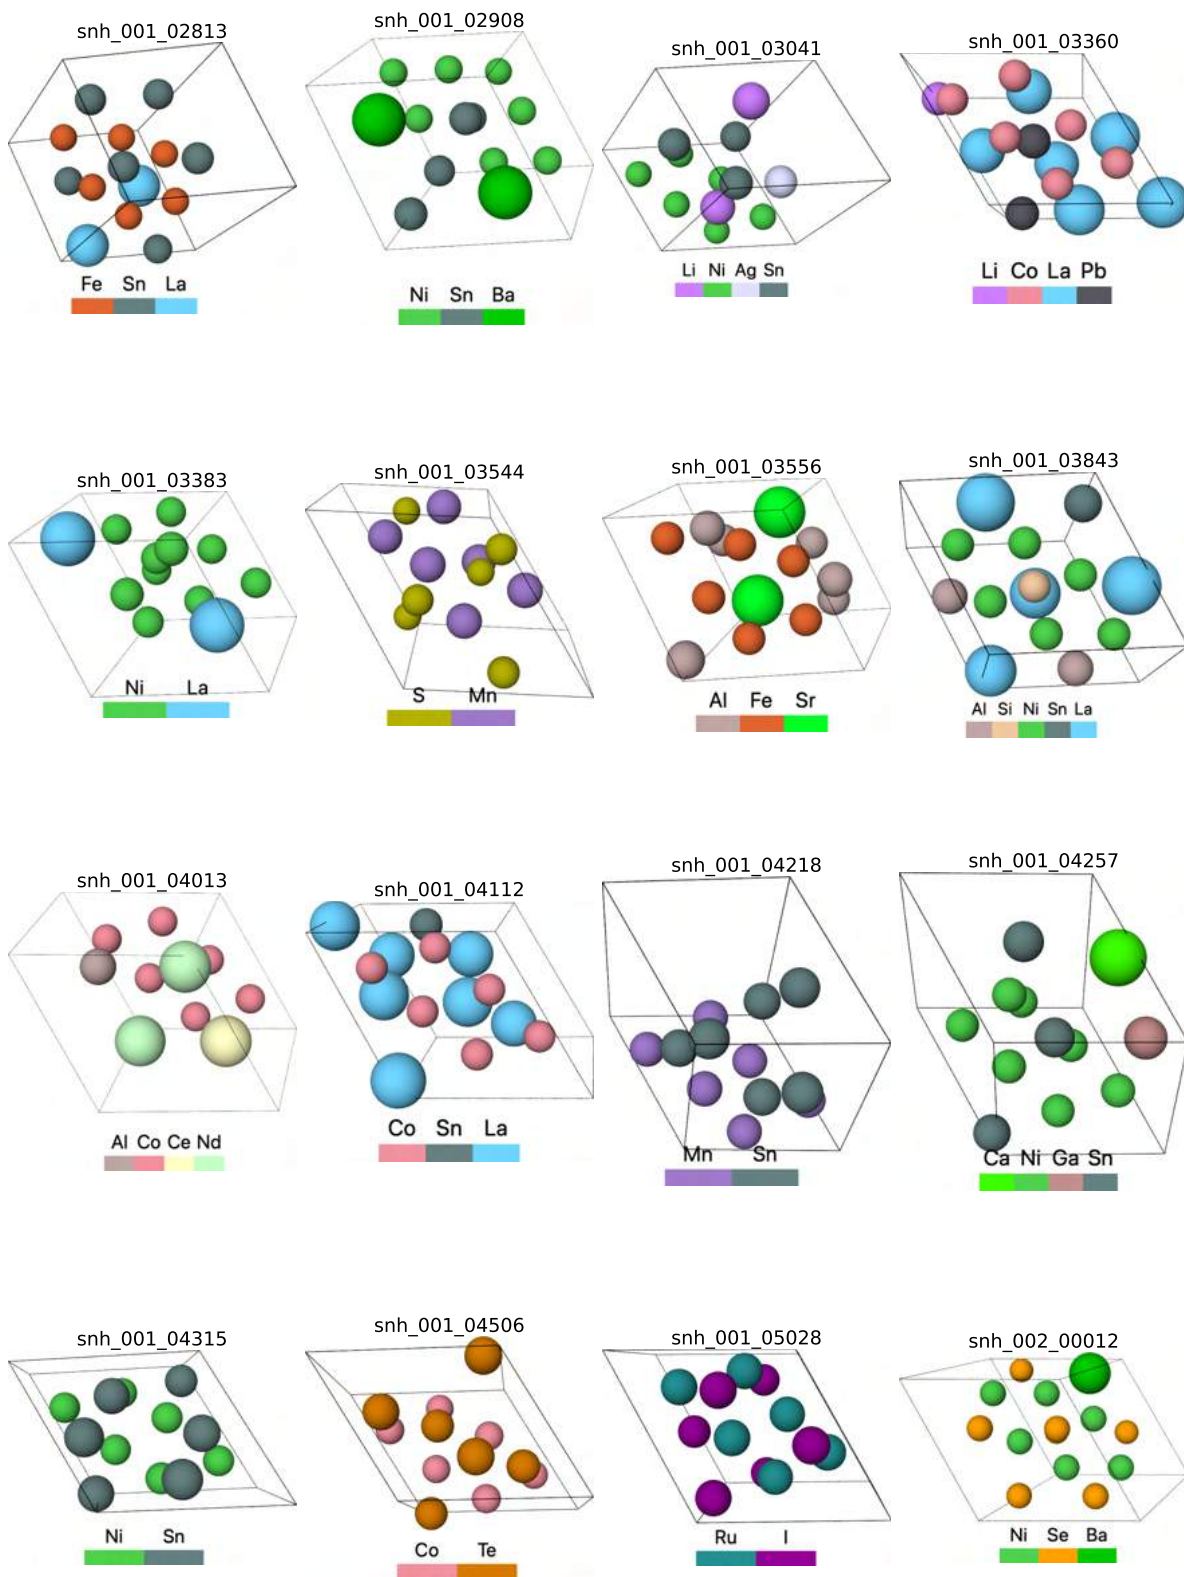 snh_001_02813
snh_001_02908
snh_001_03041
snh_001_03360
Fe Sn La
Ni Sn Ba
Li Ni Ag Sn
Li Co La Pb
snh_001_03383
snh_001_03544
snh_001_03556
snh_001_03843
Ni La
S Mn
Al Fe Sr
Al Si Ni Sn La
snh_001_04013
snh_001_04112
snh_001_04218
snh_001_04257
Al Co Ce Nd
Co Sn La
Mn Sn
Ca Ni Ga Sn
snh_001_04315
snh_001_04506
snh_001_05028
snh_002_00012
Ni Sn
Co Te
Ru I
Ni Se Ba